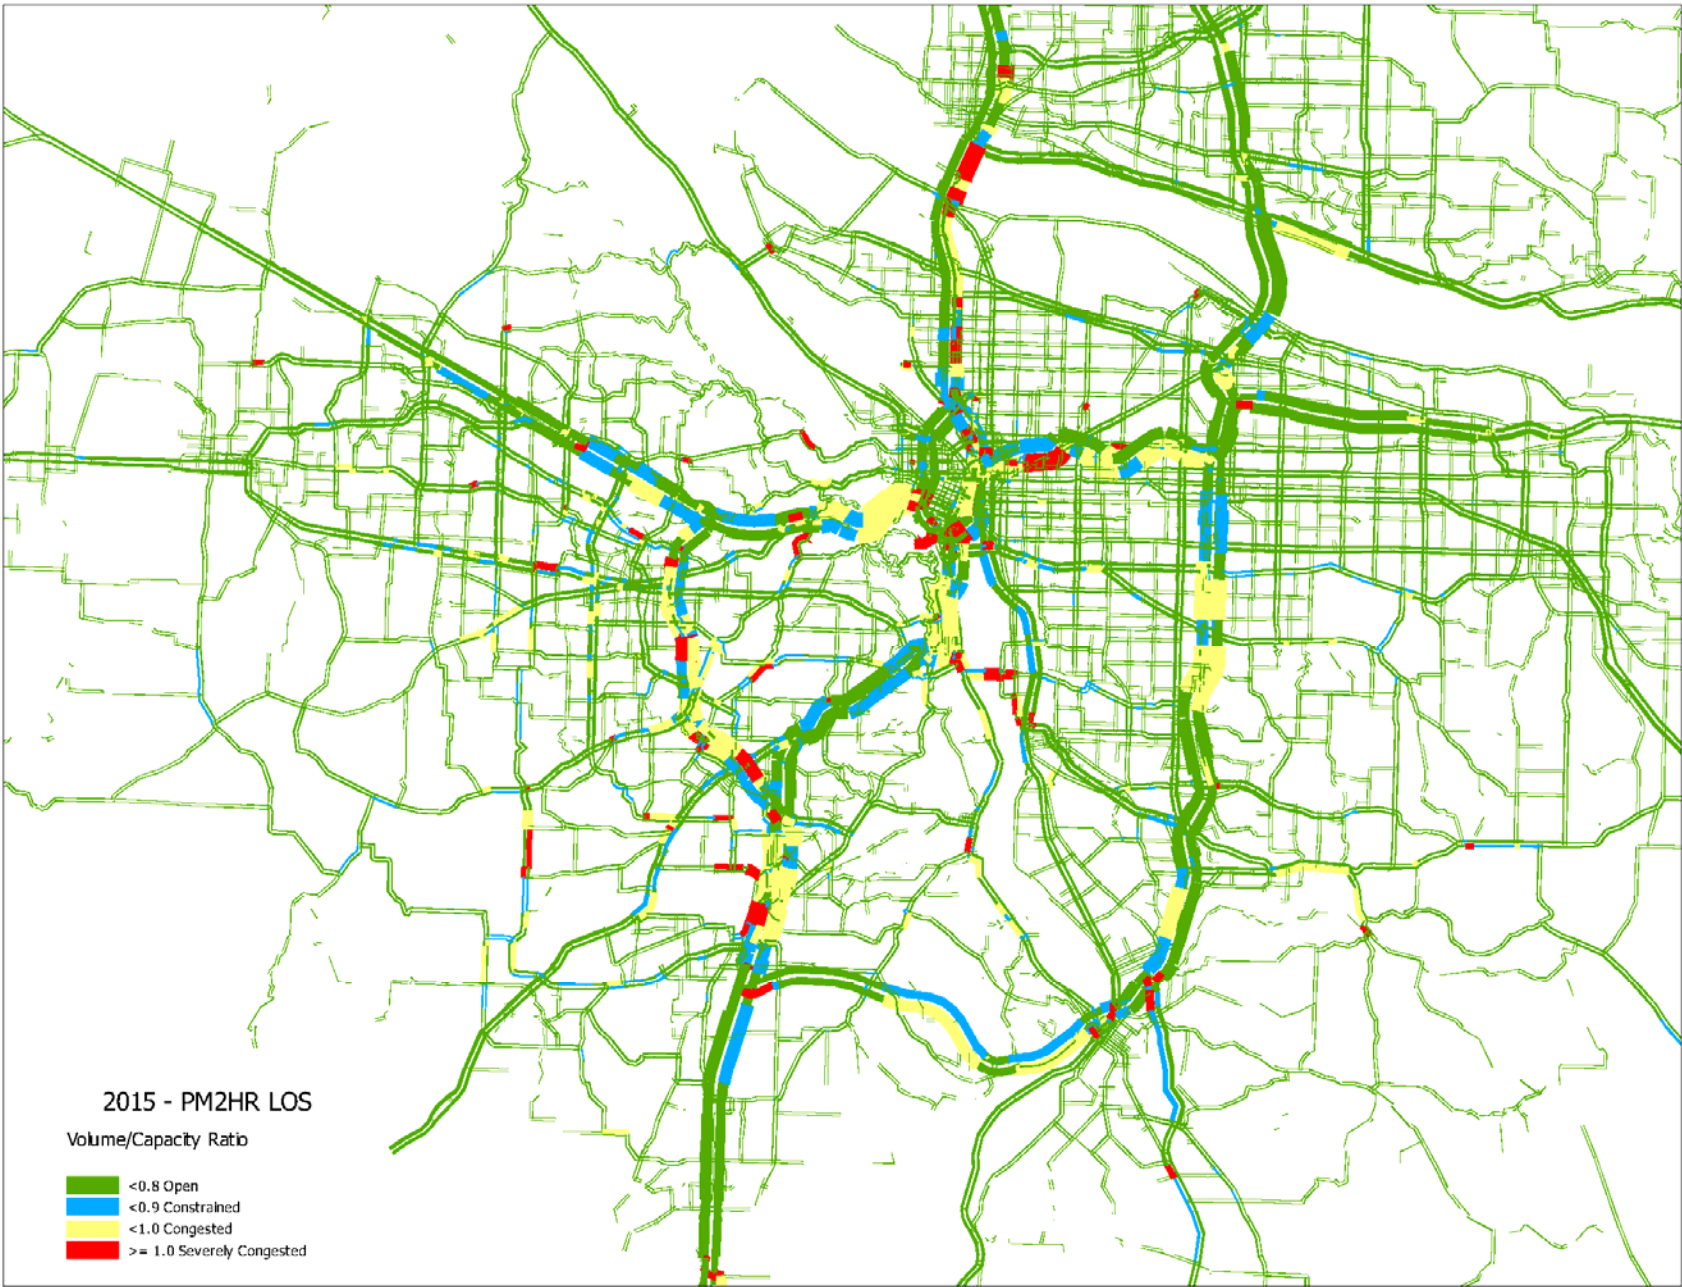 2015 - PM2HR LOS
Volume/Capacity Ratio
<0.8 Open
<0.9 Constrained
<1.0 Congested
>= 1.0 Severely Congested